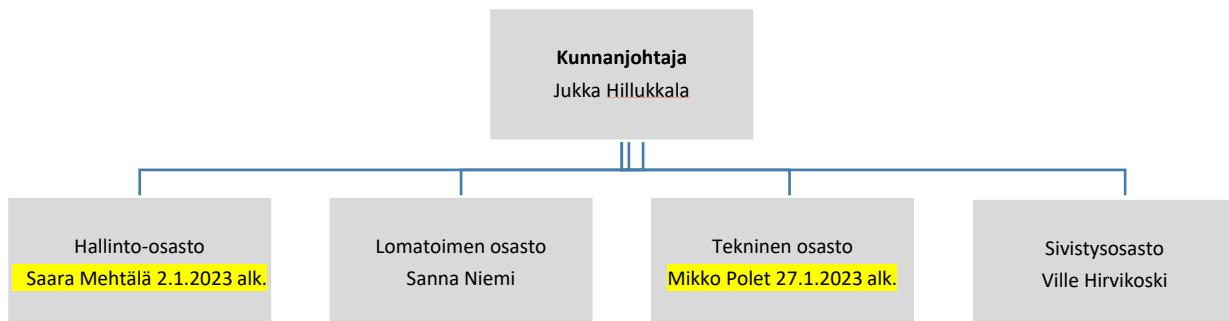 Kunnanjohtaja
Jukka Hillukkala
Hallinto-osasto
Saara Mehtälä 2.1.2023 alk.
Lomatoimen osasto
Sanna Niemi
Tekninen osasto
Mikko Polet 27.1.2023 alk.
Sivistysosasto
Ville Hirvikoski